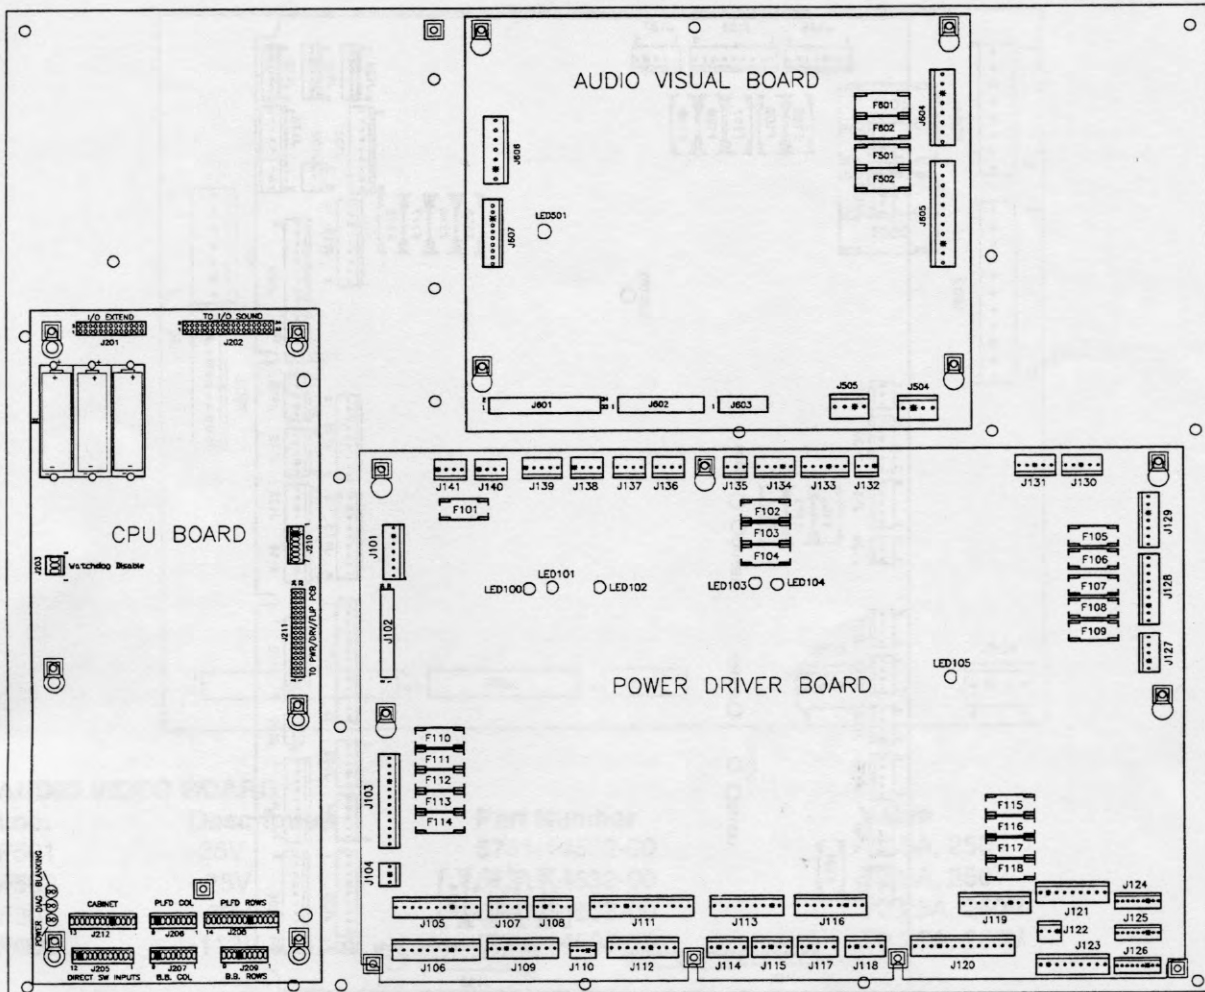 AUDIO VISUAL BOARD
F601
F602
F501
F502
J604
J605
J606
J507
LED501
J601
J602
J603
J505
J504
I/O EXTEND
J201
TO I/O SOUND
J202
CPU BOARD
J203
Watchdog Disable
J210
J211
TO PWR/DRV/FLIP PCB
POWER DIAG BLANKING
CABINET
J212
PLFD COL
J206
PLFD ROWS
J208
J205
DIRECT SW INPUTS
J207
B.B. COL
J209
B.B. ROWS
J141
J140
J139
J138
J137
J136
J135
J134
J133
J132
J131
J130
F101
F102
F103
F104
J101
J102
LED100
LED101
LED102
LED103
LED104
LED105
F105
F106
F107
F108
F109
J129
J128
J127
POWER DRIVER BOARD
F110
F111
F112
F113
F114
J103
J104
F115
F116
F117
F118
J105
J107
J108
J111
J113
J116
J119
J121
J124
J125
J122
J123
J126
J106
J109
J110
J112
J114
J115
J117
J118
J120